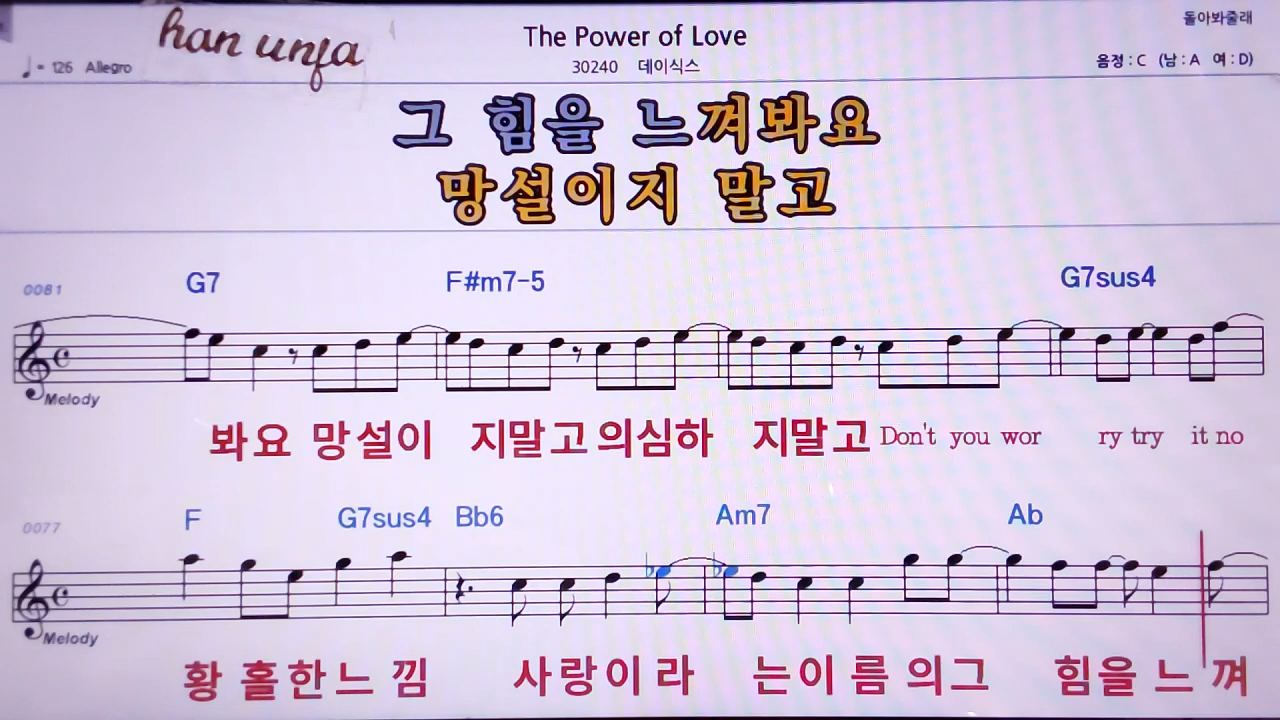 han unfa
The Power of Love
돌아봐줄래
♩= 126 Allegro
30240 데이식스
음정 : C (남 : A 여 : D)
그 힘을 느껴봐요
망설이지 말고
0081
G7 F#m7-5 G7sus4
Melody
봐요 망설이 지말고 의심하 지말고 Don't you wor ry try it no
0077
F G7sus4 Bb6 Am7 Ab
Melody
황 홀한느 낌 사랑이 라 는이 름 의그 힘을 느 껴